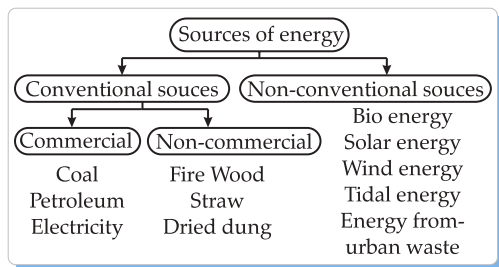 Sources of energy
Conventional souces
Non-conventional souces
Commercial
Non-commercial
Coal
Petroleum
Electricity
Fire Wood
Straw
Dried dung
Bio energy
Solar energy
Wind energy
Tidal energy
Energy from-
urban waste